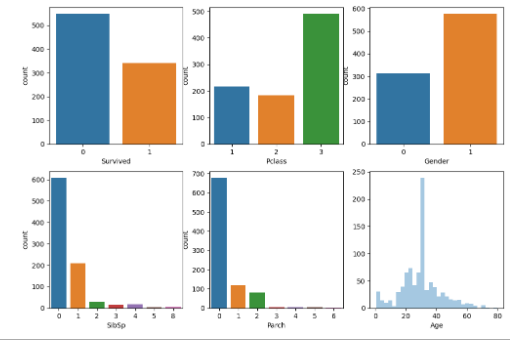 500
400
300
200
100
0
count
0 1
Survived
500
400
300
200
100
0
count
1 2 3
Pclass
600
500
400
300
200
100
0
count
0 1
Gender
600
500
400
300
200
100
0
count
0 1 2 3 4 5 8
SibSp
700
600
500
400
300
200
100
0
count
0 1 2 3 4 5 6
Parch
250
200
150
100
50
0
0 20 40 60 80
Age